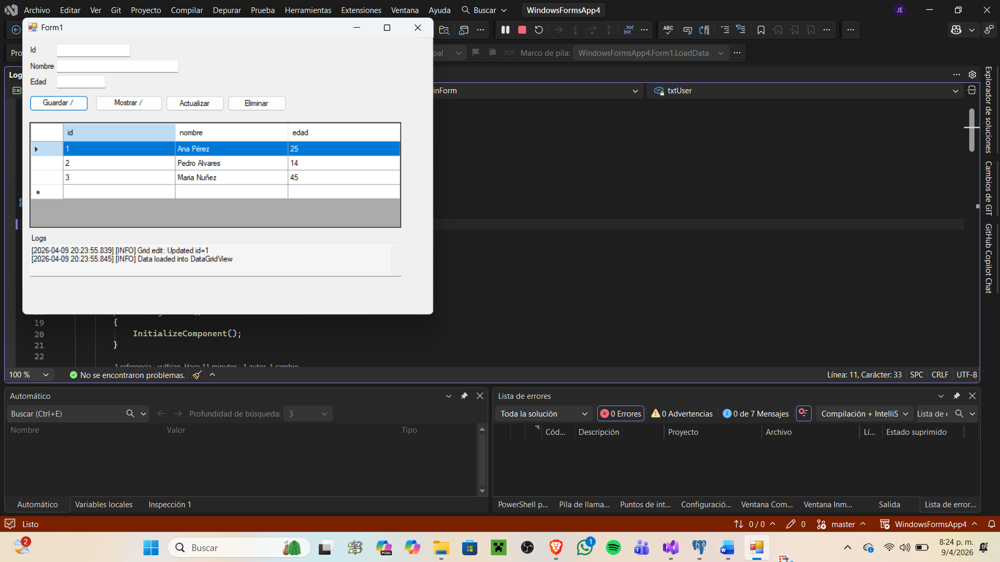 Archivo Editar Ver Git Proyecto Compilar Depurar Prueba Herramientas Extensiones Ventana Ayuda Buscar WindowsFormsApp4 JE
Form1
Id
Nombre
Edad
Guardar / Mostrar / Actualizar Eliminar
id nombre edad
1 Ana Pérez 25
2 Pedro Alvares 14
3 Maria Nuñez 45
Logs
[2026-04-09 20:23:55.839] [INFO] Grid edit: Updated id=1
[2026-04-09 20:23:55.845] [INFO] Data loaded into DataGridView
ABC
Pro
pal Marco de pila: WindowsFormsApp4.Form1.LoadData
Log
C#
inForm txtUser
Explorador de soluciones
Cambios de GIT
GitHub Copilot Chat
19 {
20 InitializeComponent();
21 }
22
1 referencia | yulfrian, Hace 11 minutos | 1 autor, 1 cambio
100 % No se encontraron problemas. Línea: 11, Carácter: 33 SPC CRLF UTF-8
Automático
Buscar (Ctrl+E) Profundidad de búsqueda: 3
Nombre Valor Tipo
Automático Variables locales Inspección 1
Lista de errores
Toda la solución 0 Errores 0 Advertencias 0 de 7 Mensajes Compilación + IntelliS Lista de e
Cód... Descripción Proyecto Archivo Lí... Estado suprimido
PowerShell p... Pila de llama... Puntos de int... Configuració... Ventana Com... Ventana Inm... Salida Lista de error...
Listo 0 / 0 0 master WindowsFormsApp4
2 Buscar M365 1 8:24 p. m.
9/4/2026